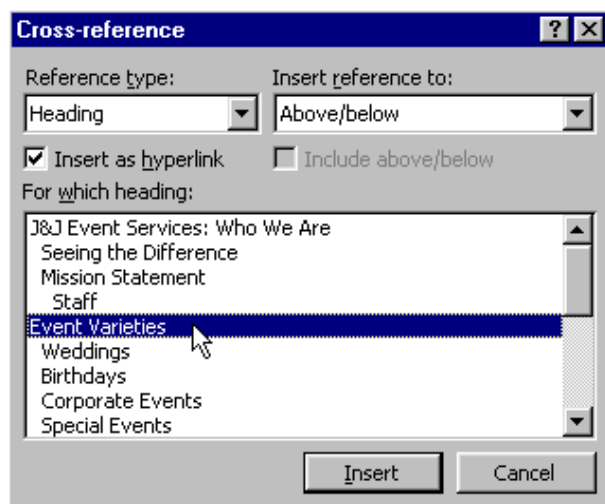 Cross-reference
Reference type: Insert reference to:
Heading Above/below
Insert as hyperlink Include above/below
For which heading:
J&J Event Services: Who We Are
Seeing the Difference
Mission Statement
Staff
Event Varieties
Weddings
Birthdays
Corporate Events
Special Events
Insert Cancel